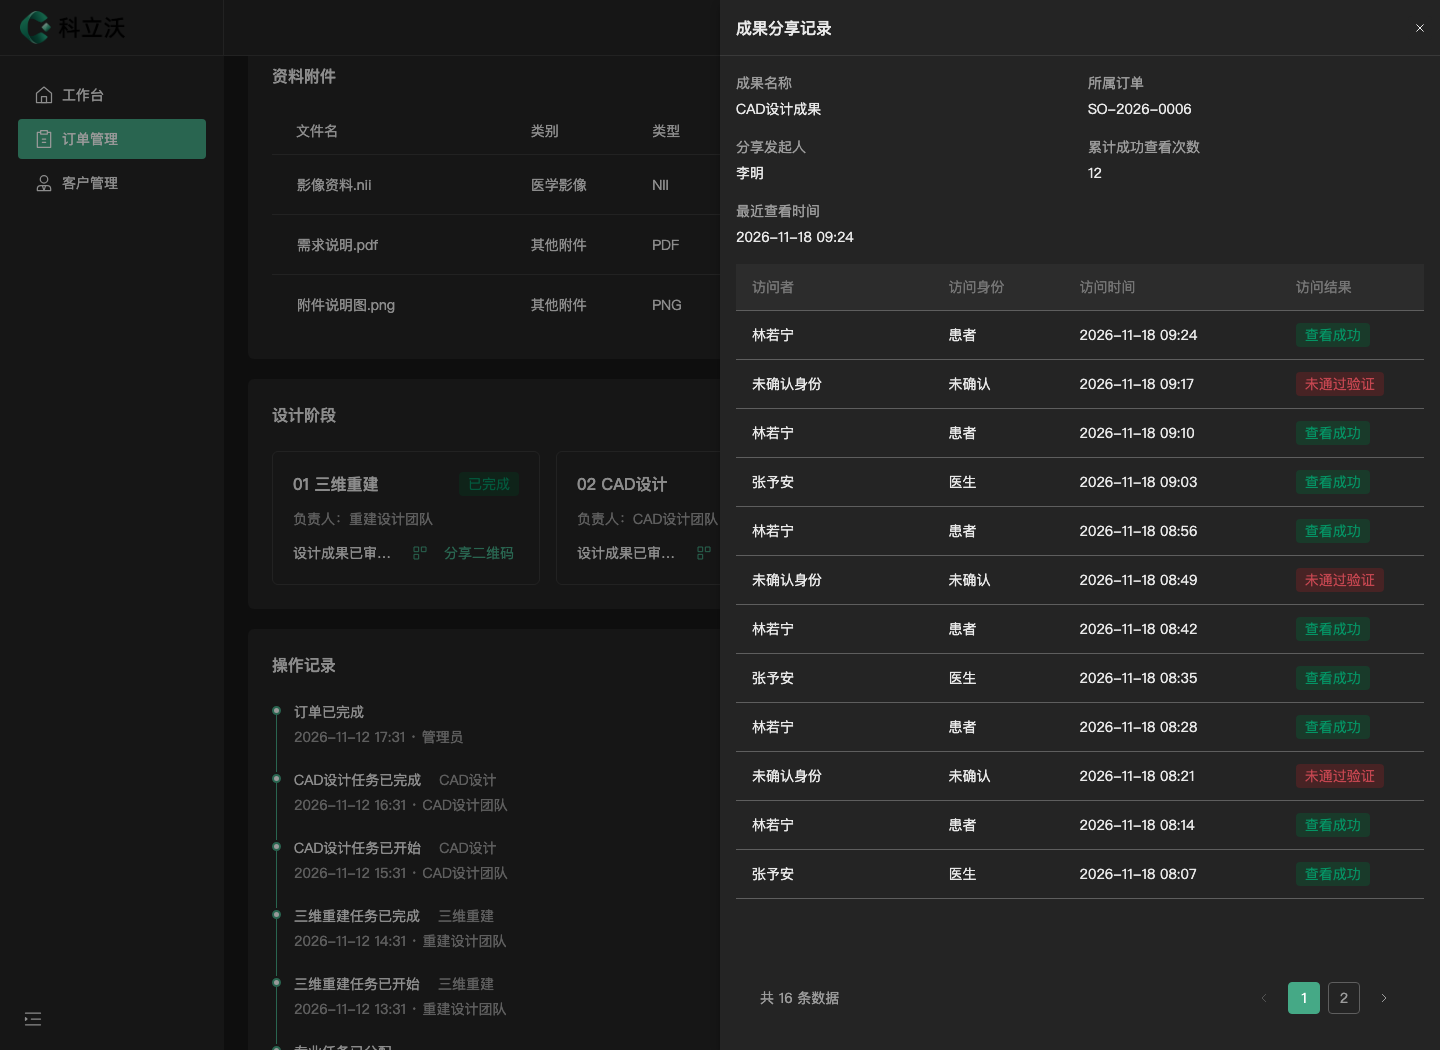 科立沃
工作台
订单管理
客户管理
资料附件
文件名 类别 类型
影像资料.nii 医学影像 NII
需求说明.pdf 其他附件 PDF
附件说明图.png 其他附件 PNG
设计阶段
01 三维重建 已完成
负责人：重建设计团队
设计成果已审... 分享二维码
02 CAD设计
负责人：CAD设计团队
设计成果已审...
操作记录
订单已完成
2026-11-12 17:31 · 管理员
CAD设计任务已完成 CAD设计
2026-11-12 16:31 · CAD设计团队
CAD设计任务已开始 CAD设计
2026-11-12 15:31 · CAD设计团队
三维重建任务已完成 三维重建
2026-11-12 14:31 · 重建设计团队
三维重建任务已开始 三维重建
2026-11-12 13:31 · 重建设计团队
成果分享记录
成果名称 所属订单
CAD设计成果 SO-2026-0006
分享发起人 累计成功查看次数
李明 12
最近查看时间
2026-11-18 09:24
访问者 访问身份 访问时间 访问结果
林若宁 患者 2026-11-18 09:24 查看成功
未确认身份 未确认 2026-11-18 09:17 未通过验证
林若宁 患者 2026-11-18 09:10 查看成功
张予安 医生 2026-11-18 09:03 查看成功
林若宁 患者 2026-11-18 08:56 查看成功
未确认身份 未确认 2026-11-18 08:49 未通过验证
林若宁 患者 2026-11-18 08:42 查看成功
张予安 医生 2026-11-18 08:35 查看成功
林若宁 患者 2026-11-18 08:28 查看成功
未确认身份 未确认 2026-11-18 08:21 未通过验证
林若宁 患者 2026-11-18 08:14 查看成功
张予安 医生 2026-11-18 08:07 查看成功
共 16 条数据 1 2